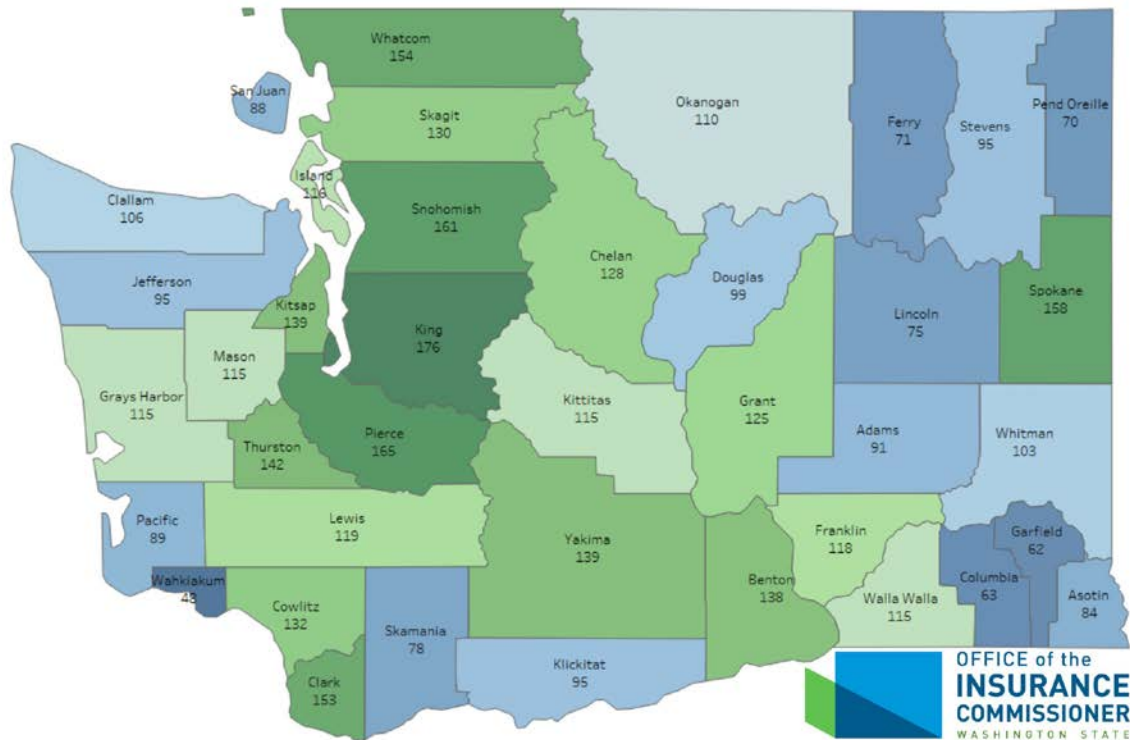 Whatcom
154
San Juan
88
Skagit
130
Okanogan
110
Ferry
71
Stevens
95
Pend Oreille
70
Island
116
Clallam
106
Snohomish
161
Chelan
128
Douglas
99
Jefferson
95
Kitsap
139
King
176
Lincoln
75
Spokane
158
Mason
115
Grays Harbor
115
Kittitas
115
Grant
125
Thurston
142
Pierce
165
Adams
91
Whitman
103
Pacific
89
Lewis
119
Yakima
139
Franklin
118
Garfield
62
Wahkiakum
43
Cowlitz
132
Skamania
78
Benton
138
Walla Walla
115
Columbia
63
Asotin
84
Clark
153
Klickitat
95
OFFICE of the
INSURANCE
COMMISSIONER
WASHINGTON STATE